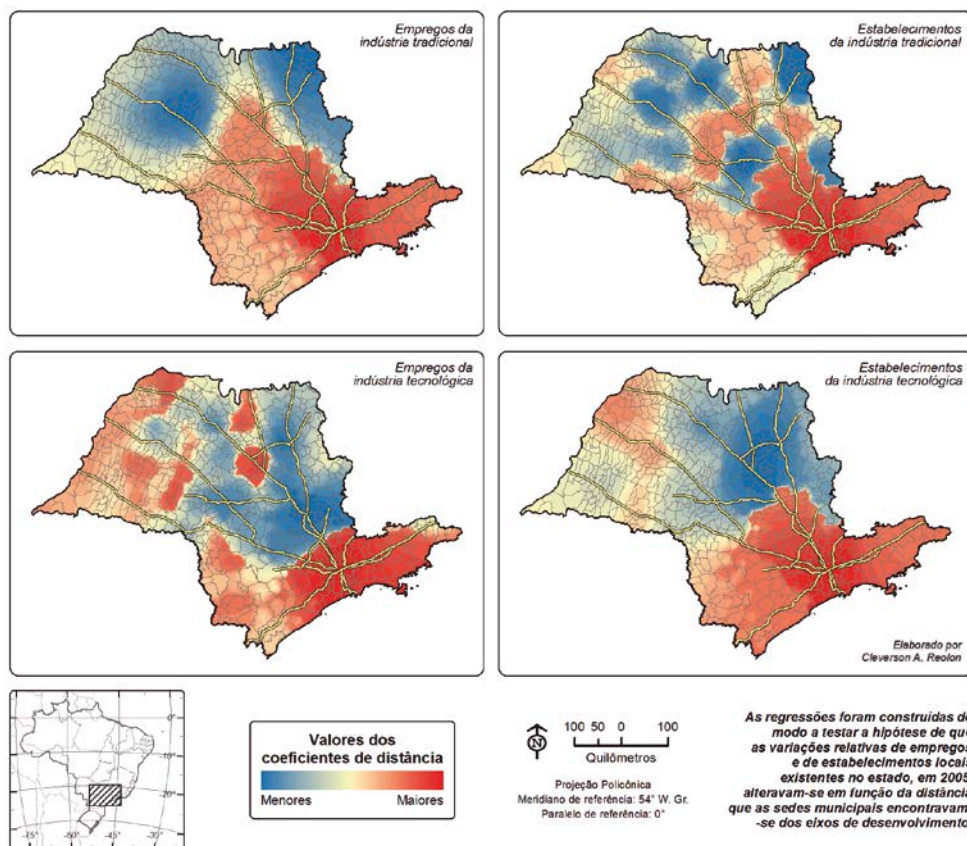 Empregos da
indústria tradicional
Estabelecimentos
da indústria tradicional
Empregos da
indústria tecnológica
Estabelecimentos
da indústria tecnológica
Elaborado por
Cleverson A. Reolon
0°
-10°
-20°
-30°
-75°
-60°
-45°
-30°
Valores dos
coeficientes de distância
Menores
Maiores
N
100 50 0 100
Quilômetros
Projeção Policônica
Meridiano de referência: 54° W. Gr.
Paralelo de referência: 0°
As regressões foram construídas de
modo a testar a hipótese de que
as variações relativas de empregos
e de estabelecimentos locais
existentes no estado, em 2005
alteravam-se em função da distância
que as sedes municipais encontravam
-se dos eixos de desenvolvimento